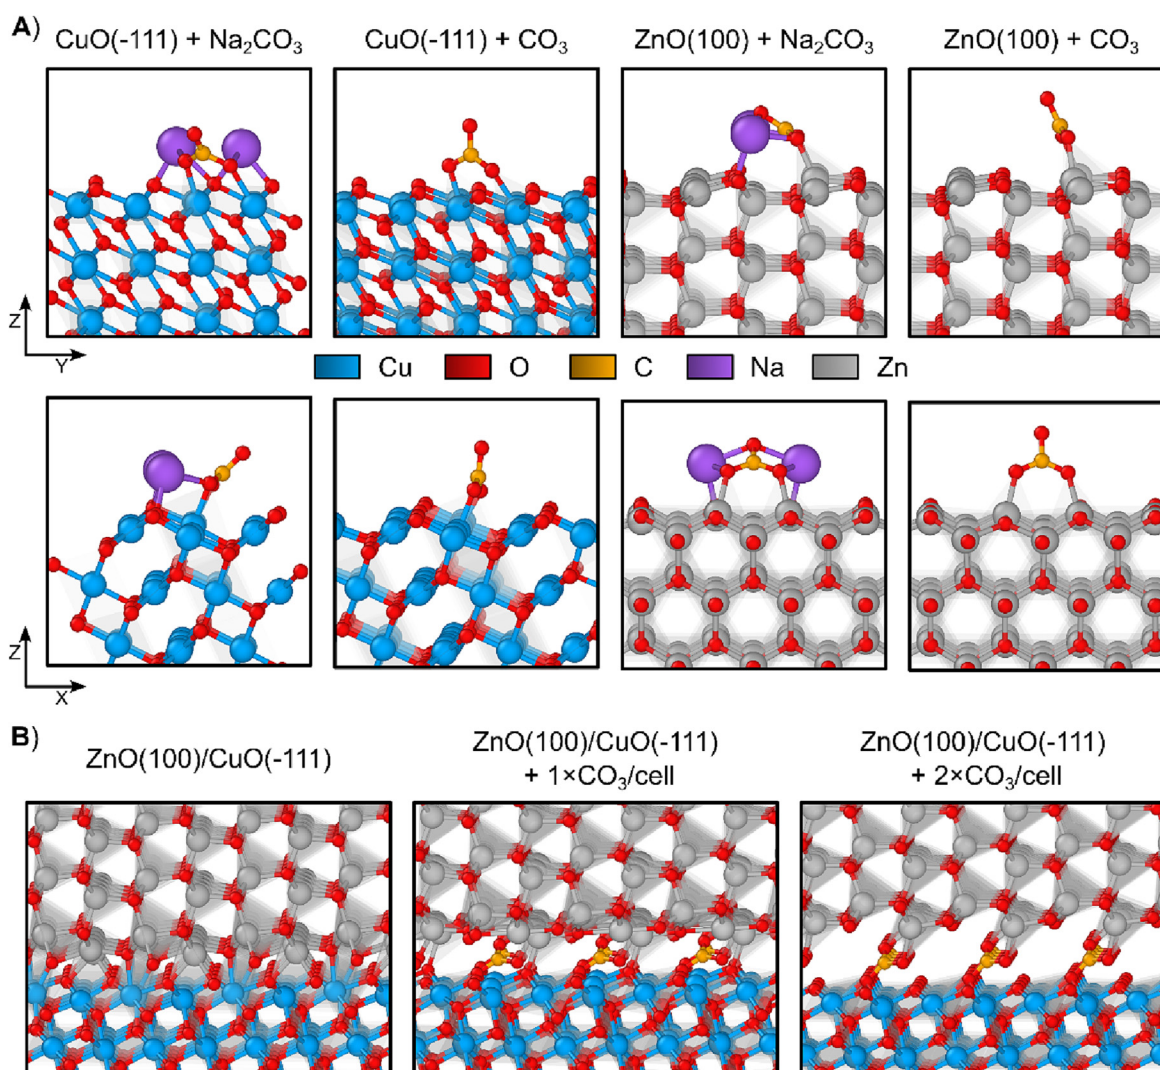 A)
CuO(-111) + Na₂CO₃
CuO(-111) + CO₃
ZnO(100) + Na₂CO₃
ZnO(100) + CO₃
Z
Y
Cu
O
C
Na
Zn
Z
X
B)
ZnO(100)/CuO(-111)
ZnO(100)/CuO(-111)
+ 1×CO₃/cell
ZnO(100)/CuO(-111)
+ 2×CO₃/cell